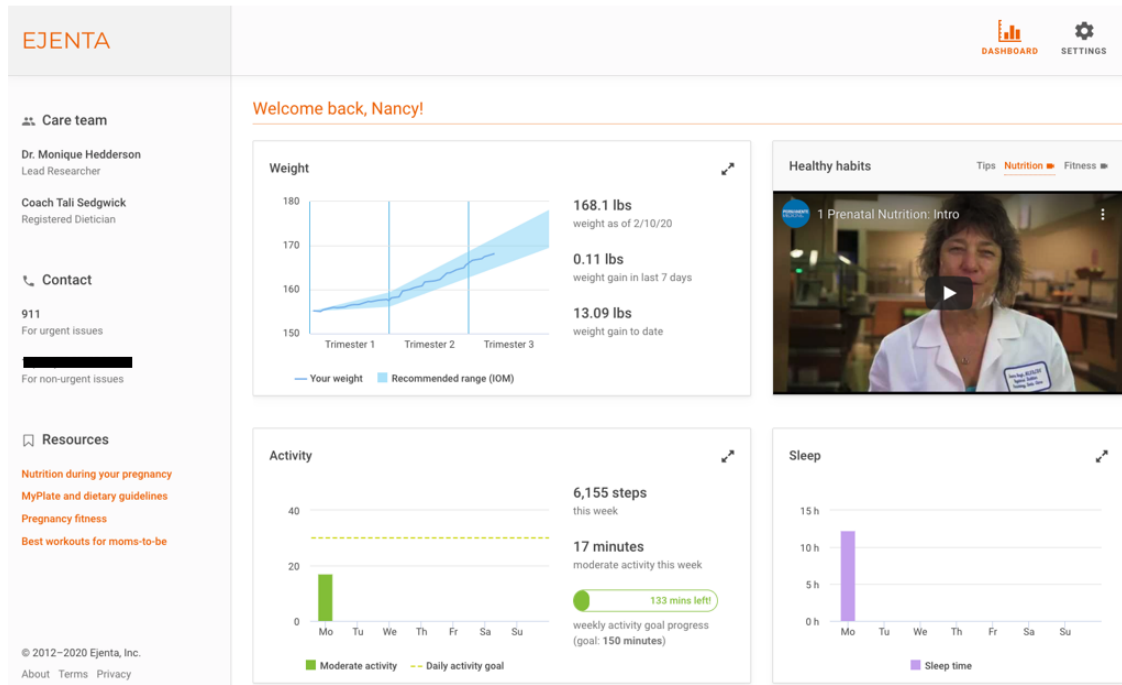 EJENTA
DASHBOARD
SETTINGS
Care team
Dr. Monique Hedderson
Lead Researcher
Coach Tali Sedgwick
Registered Dietician
Contact
911
For urgent issues
For non-urgent issues
Resources
Nutrition during your pregnancy
MyPlate and dietary guidelines
Pregnancy fitness
Best workouts for moms-to-be
© 2012–2020 Ejenta, Inc.
About Terms Privacy
Welcome back, Nancy!
Weight
180
170
160
150
Trimester 1 Trimester 2 Trimester 3
Your weight Recommended range (IOM)
168.1 lbs
weight as of 2/10/20
0.11 lbs
weight gain in last 7 days
13.09 lbs
weight gain to date
Healthy habits
Tips Nutrition Fitness
1 Prenatal Nutrition: Intro
Activity
40
20
0
Mo Tu We Th Fr Sa Su
Moderate activity Daily activity goal
6,155 steps
this week
17 minutes
moderate activity this week
133 mins left!
weekly activity goal progress
(goal: 150 minutes)
Sleep
15 h
10 h
5 h
0 h
Mo Tu We Th Fr Sa Su
Sleep time